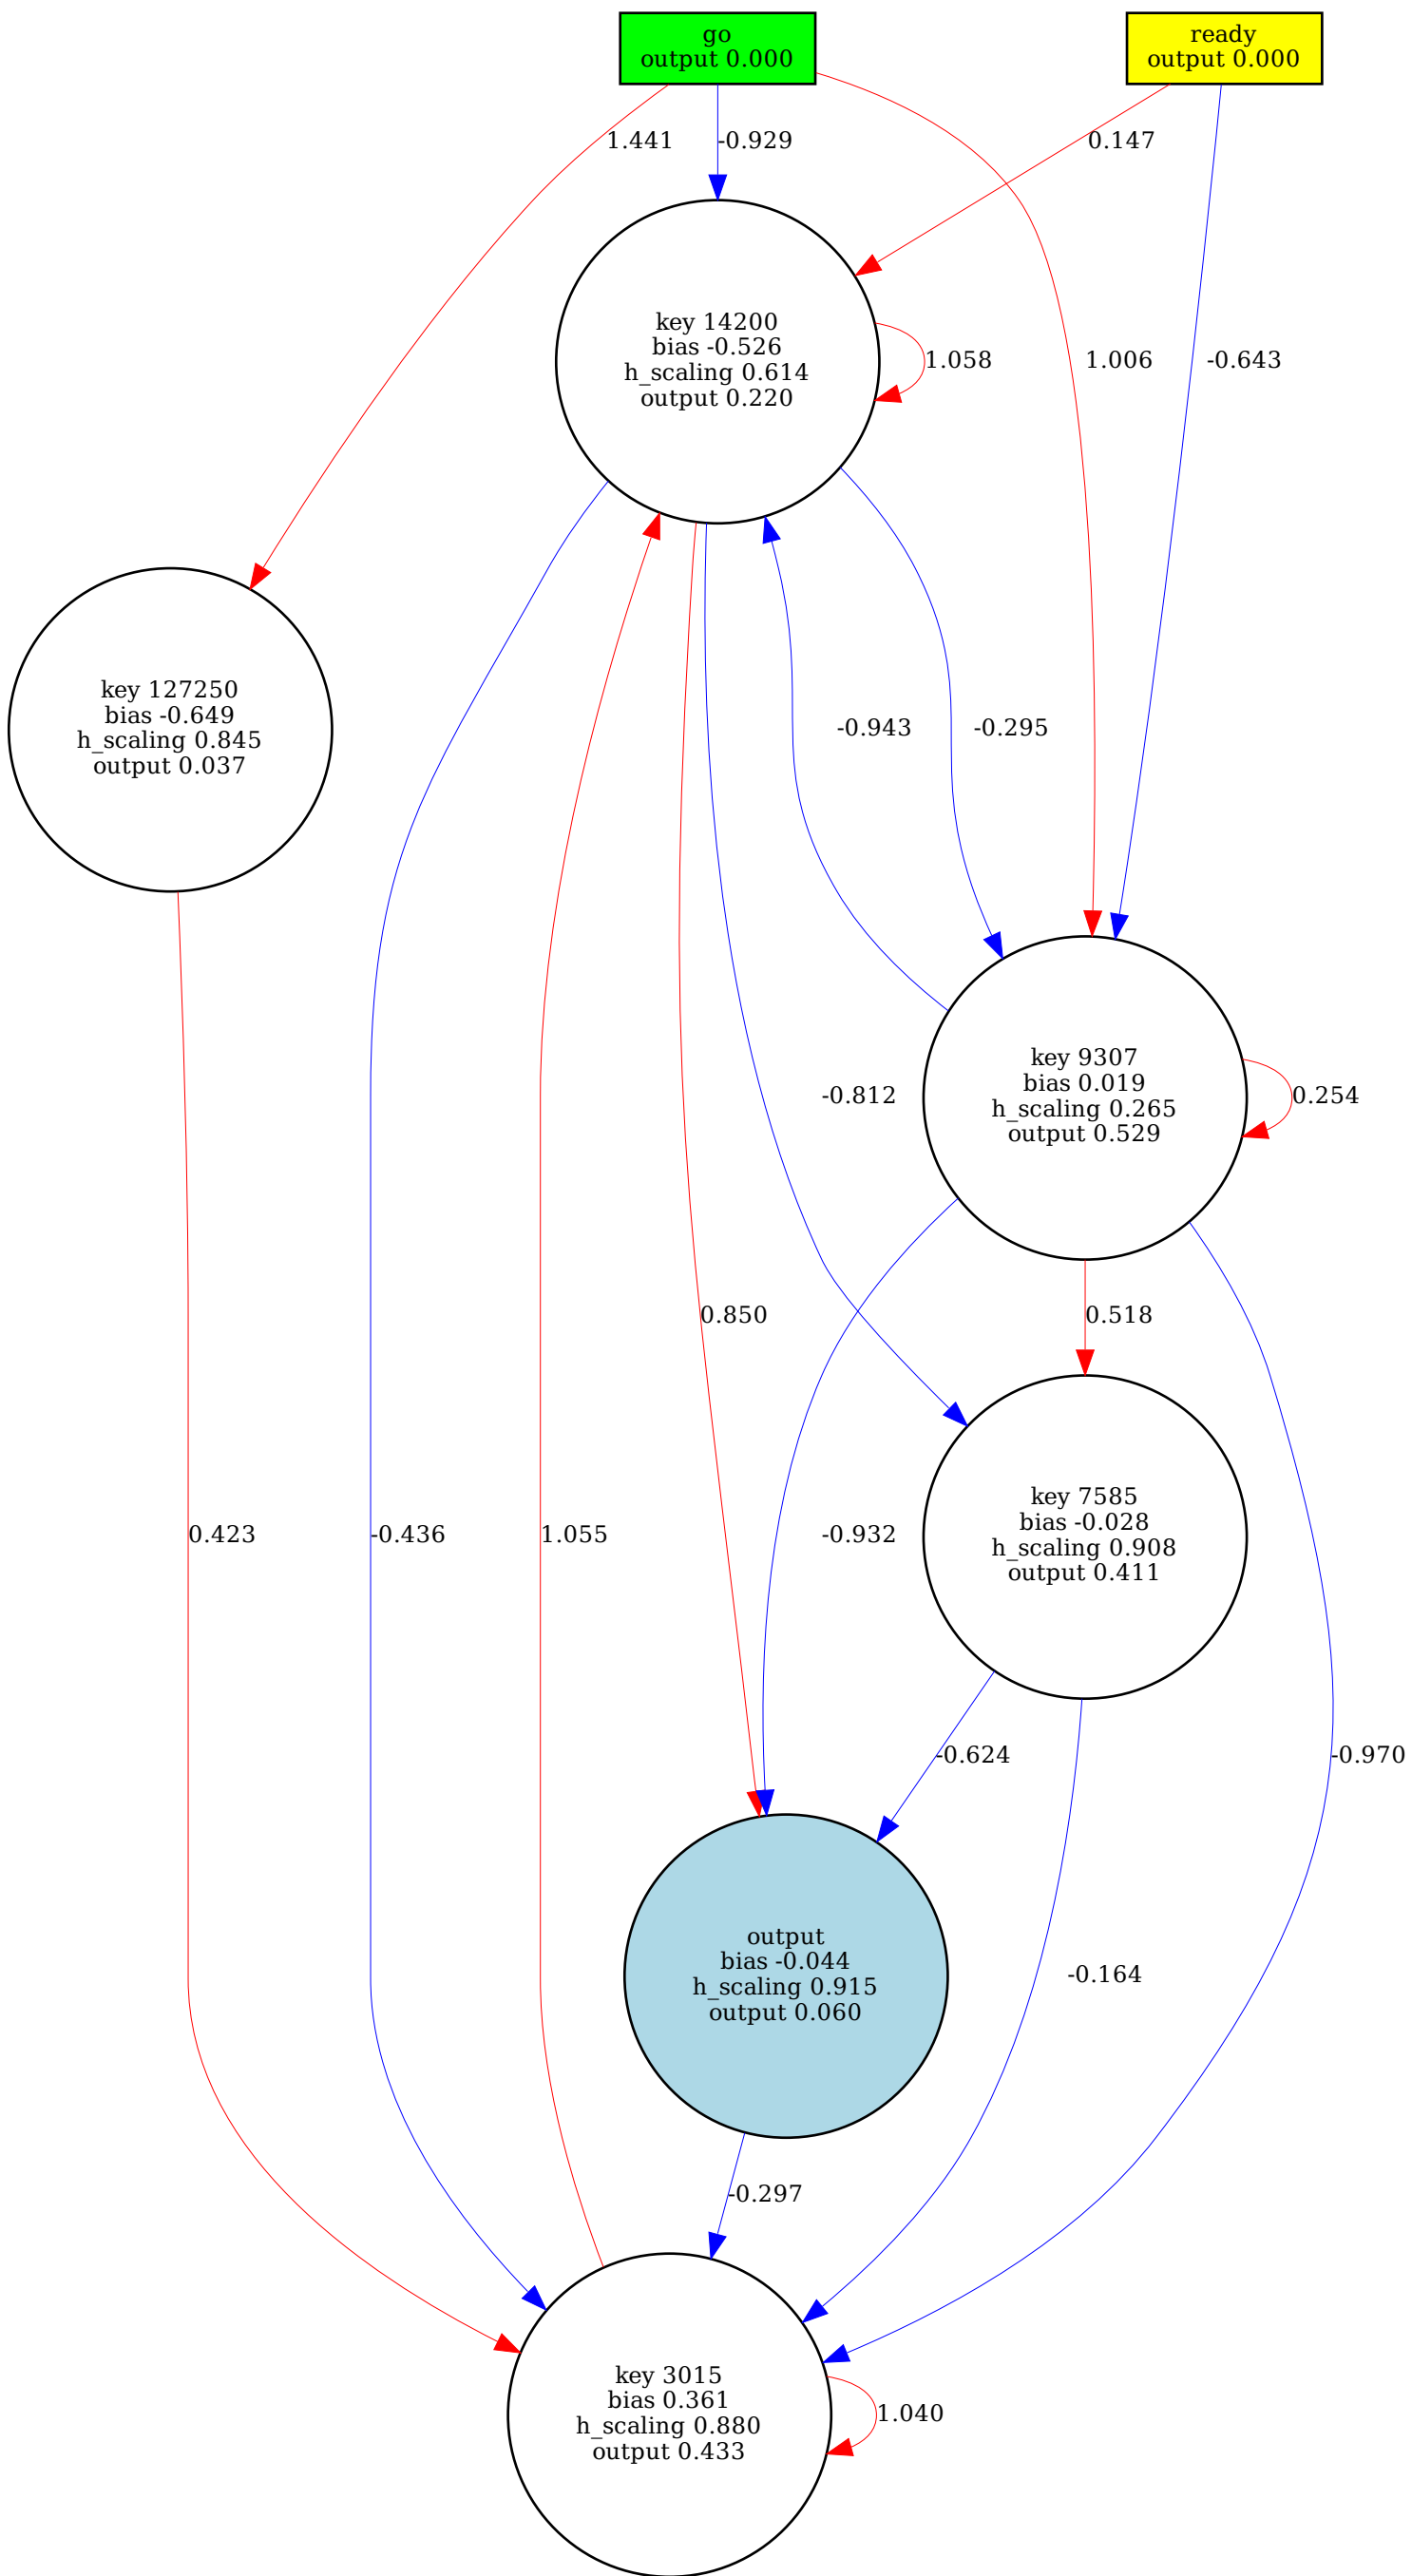 go
output 0.000
ready
output 0.000
1.441
-0.929
0.147
key 14200
bias -0.526
h_scaling 0.614
output 0.220
1.058
1.006
-0.643
key 127250
bias -0.649
h_scaling 0.845
output 0.037
-0.943
-0.295
key 9307
bias 0.019
h_scaling 0.265
output 0.529
-0.812
0.254
0.850
0.518
key 7585
bias -0.028
h_scaling 0.908
output 0.411
0.423
-0.436
1.055
-0.932
-0.624
-0.970
output
bias -0.044
h_scaling 0.915
output 0.060
-0.164
-0.297
key 3015
bias 0.361
h_scaling 0.880
output 0.433
1.040